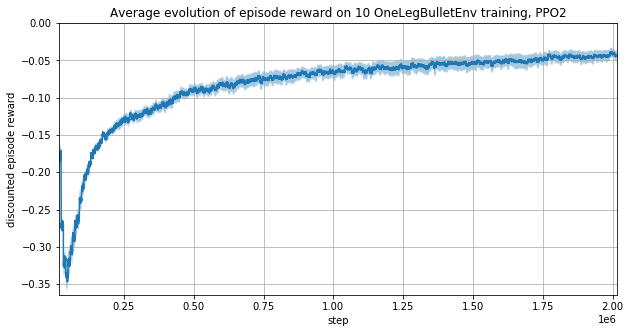 Average evolution of episode reward on 10 OneLegBulletEnv training, PPO2
discounted episode reward
0.00
−0.05
−0.10
−0.15
−0.20
−0.25
−0.30
−0.35
0.25 0.50 0.75 1.00 1.25 1.50 1.75 2.00
1e6
step